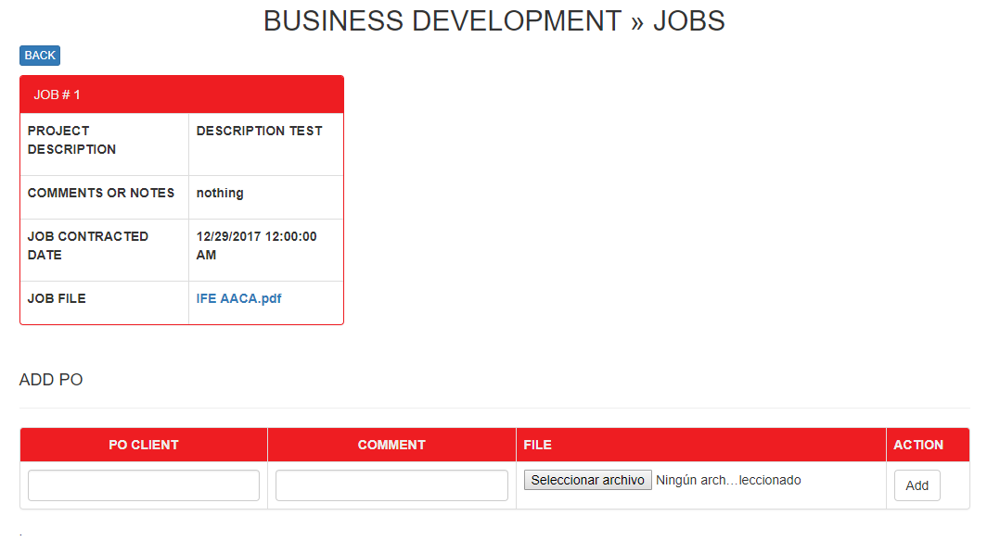 BUSINESS DEVELOPMENT » JOBS
BACK
JOB # 1
PROJECT DESCRIPTION TEST
DESCRIPTION
COMMENTS OR NOTES nothing
JOB CONTRACTED 12/29/2017 12:00:00
DATE AM
JOB FILE IFE AACA.pdf
ADD PO
PO CLIENT COMMENT FILE ACTION
Seleccionar archivo Ningún arch...leccionado Add
.